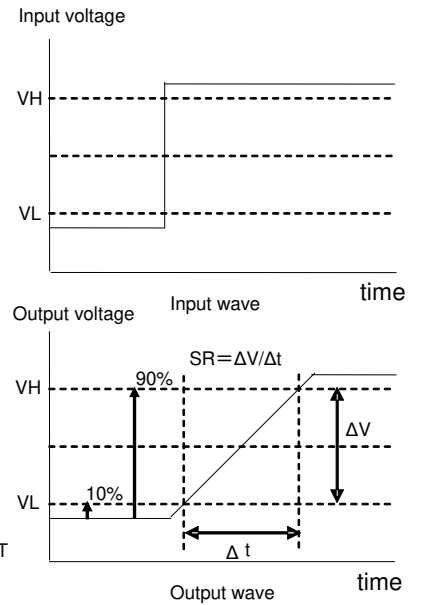 Input voltage
VH
VL
time
Input wave
Output voltage
SR=ΔV/Δt
VH
90%
ΔV
VL
10%
T
Δ t
time
Output wave